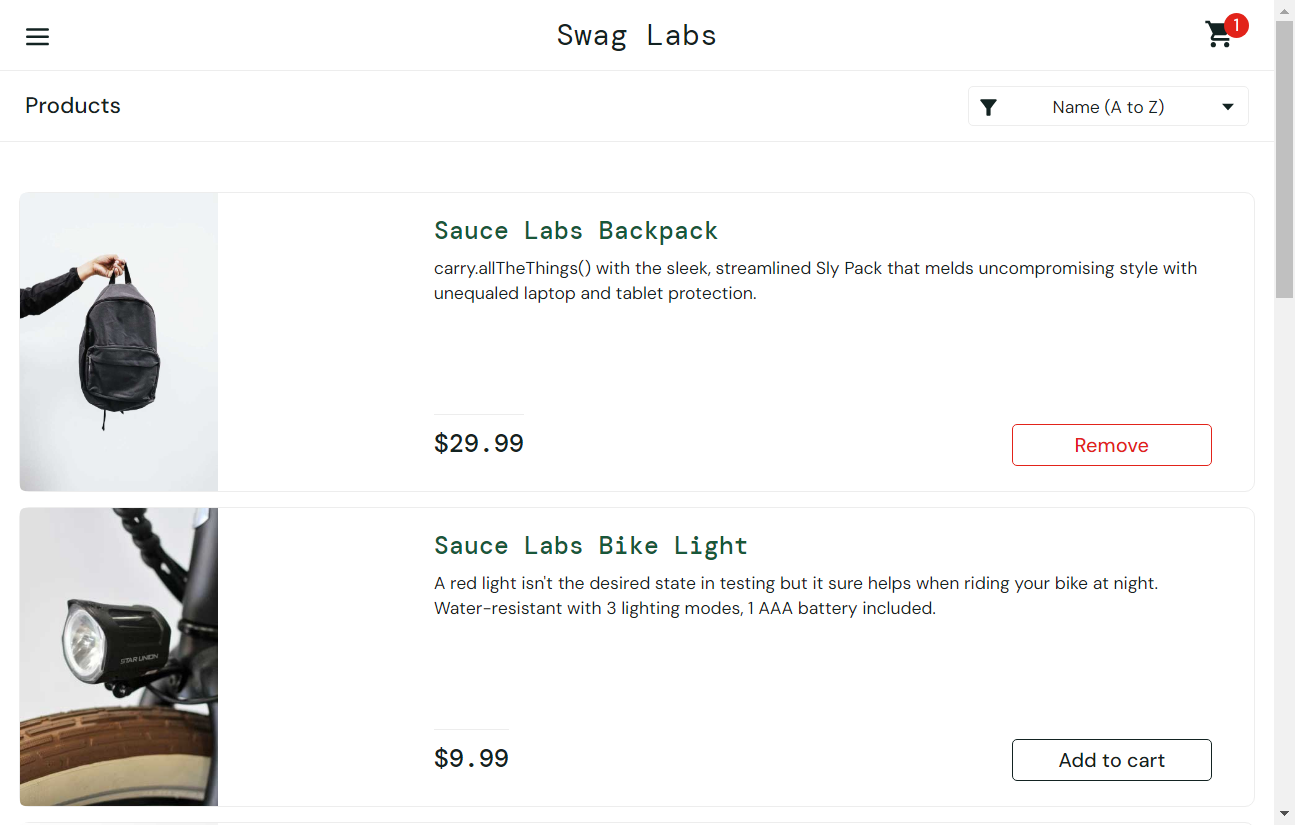 Swag Labs
1
Products
Name (A to Z)
Sauce Labs Backpack
carry.allTheThings() with the sleek, streamlined Sly Pack that melds uncompromising style with
unequaled laptop and tablet protection.
$29.99
Remove
Sauce Labs Bike Light
A red light isn't the desired state in testing but it sure helps when riding your bike at night.
Water-resistant with 3 lighting modes, 1 AAA battery included.
STAR UNION
$9.99
Add to cart